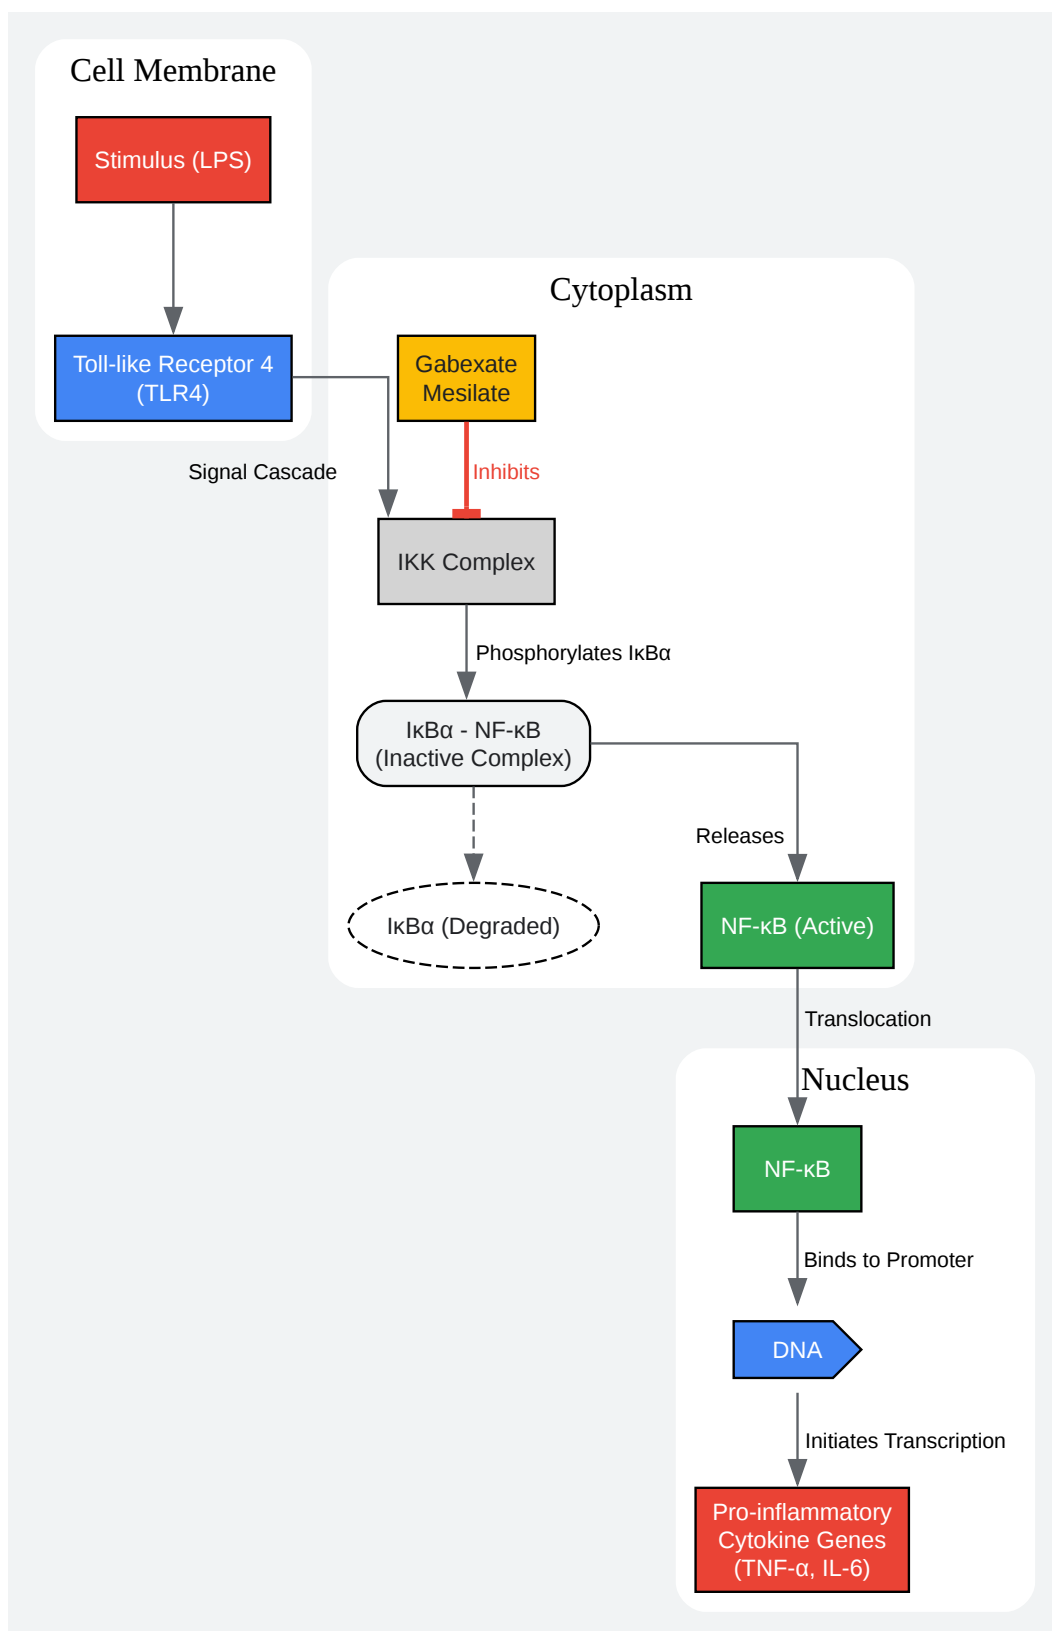 Cell Membrane
Stimulus (LPS)
Toll-like Receptor 4
(TLR4)
Cytoplasm
Gabexate
Mesilate
Signal Cascade
Inhibits
IKK Complex
Phosphorylates IκBα
IκBα - NF-κB
(Inactive Complex)
Releases
IκBα (Degraded)
NF-κB (Active)
Translocation
Nucleus
NF-κB
Binds to Promoter
DNA
Initiates Transcription
Pro-inflammatory
Cytokine Genes
(TNF-α, IL-6)